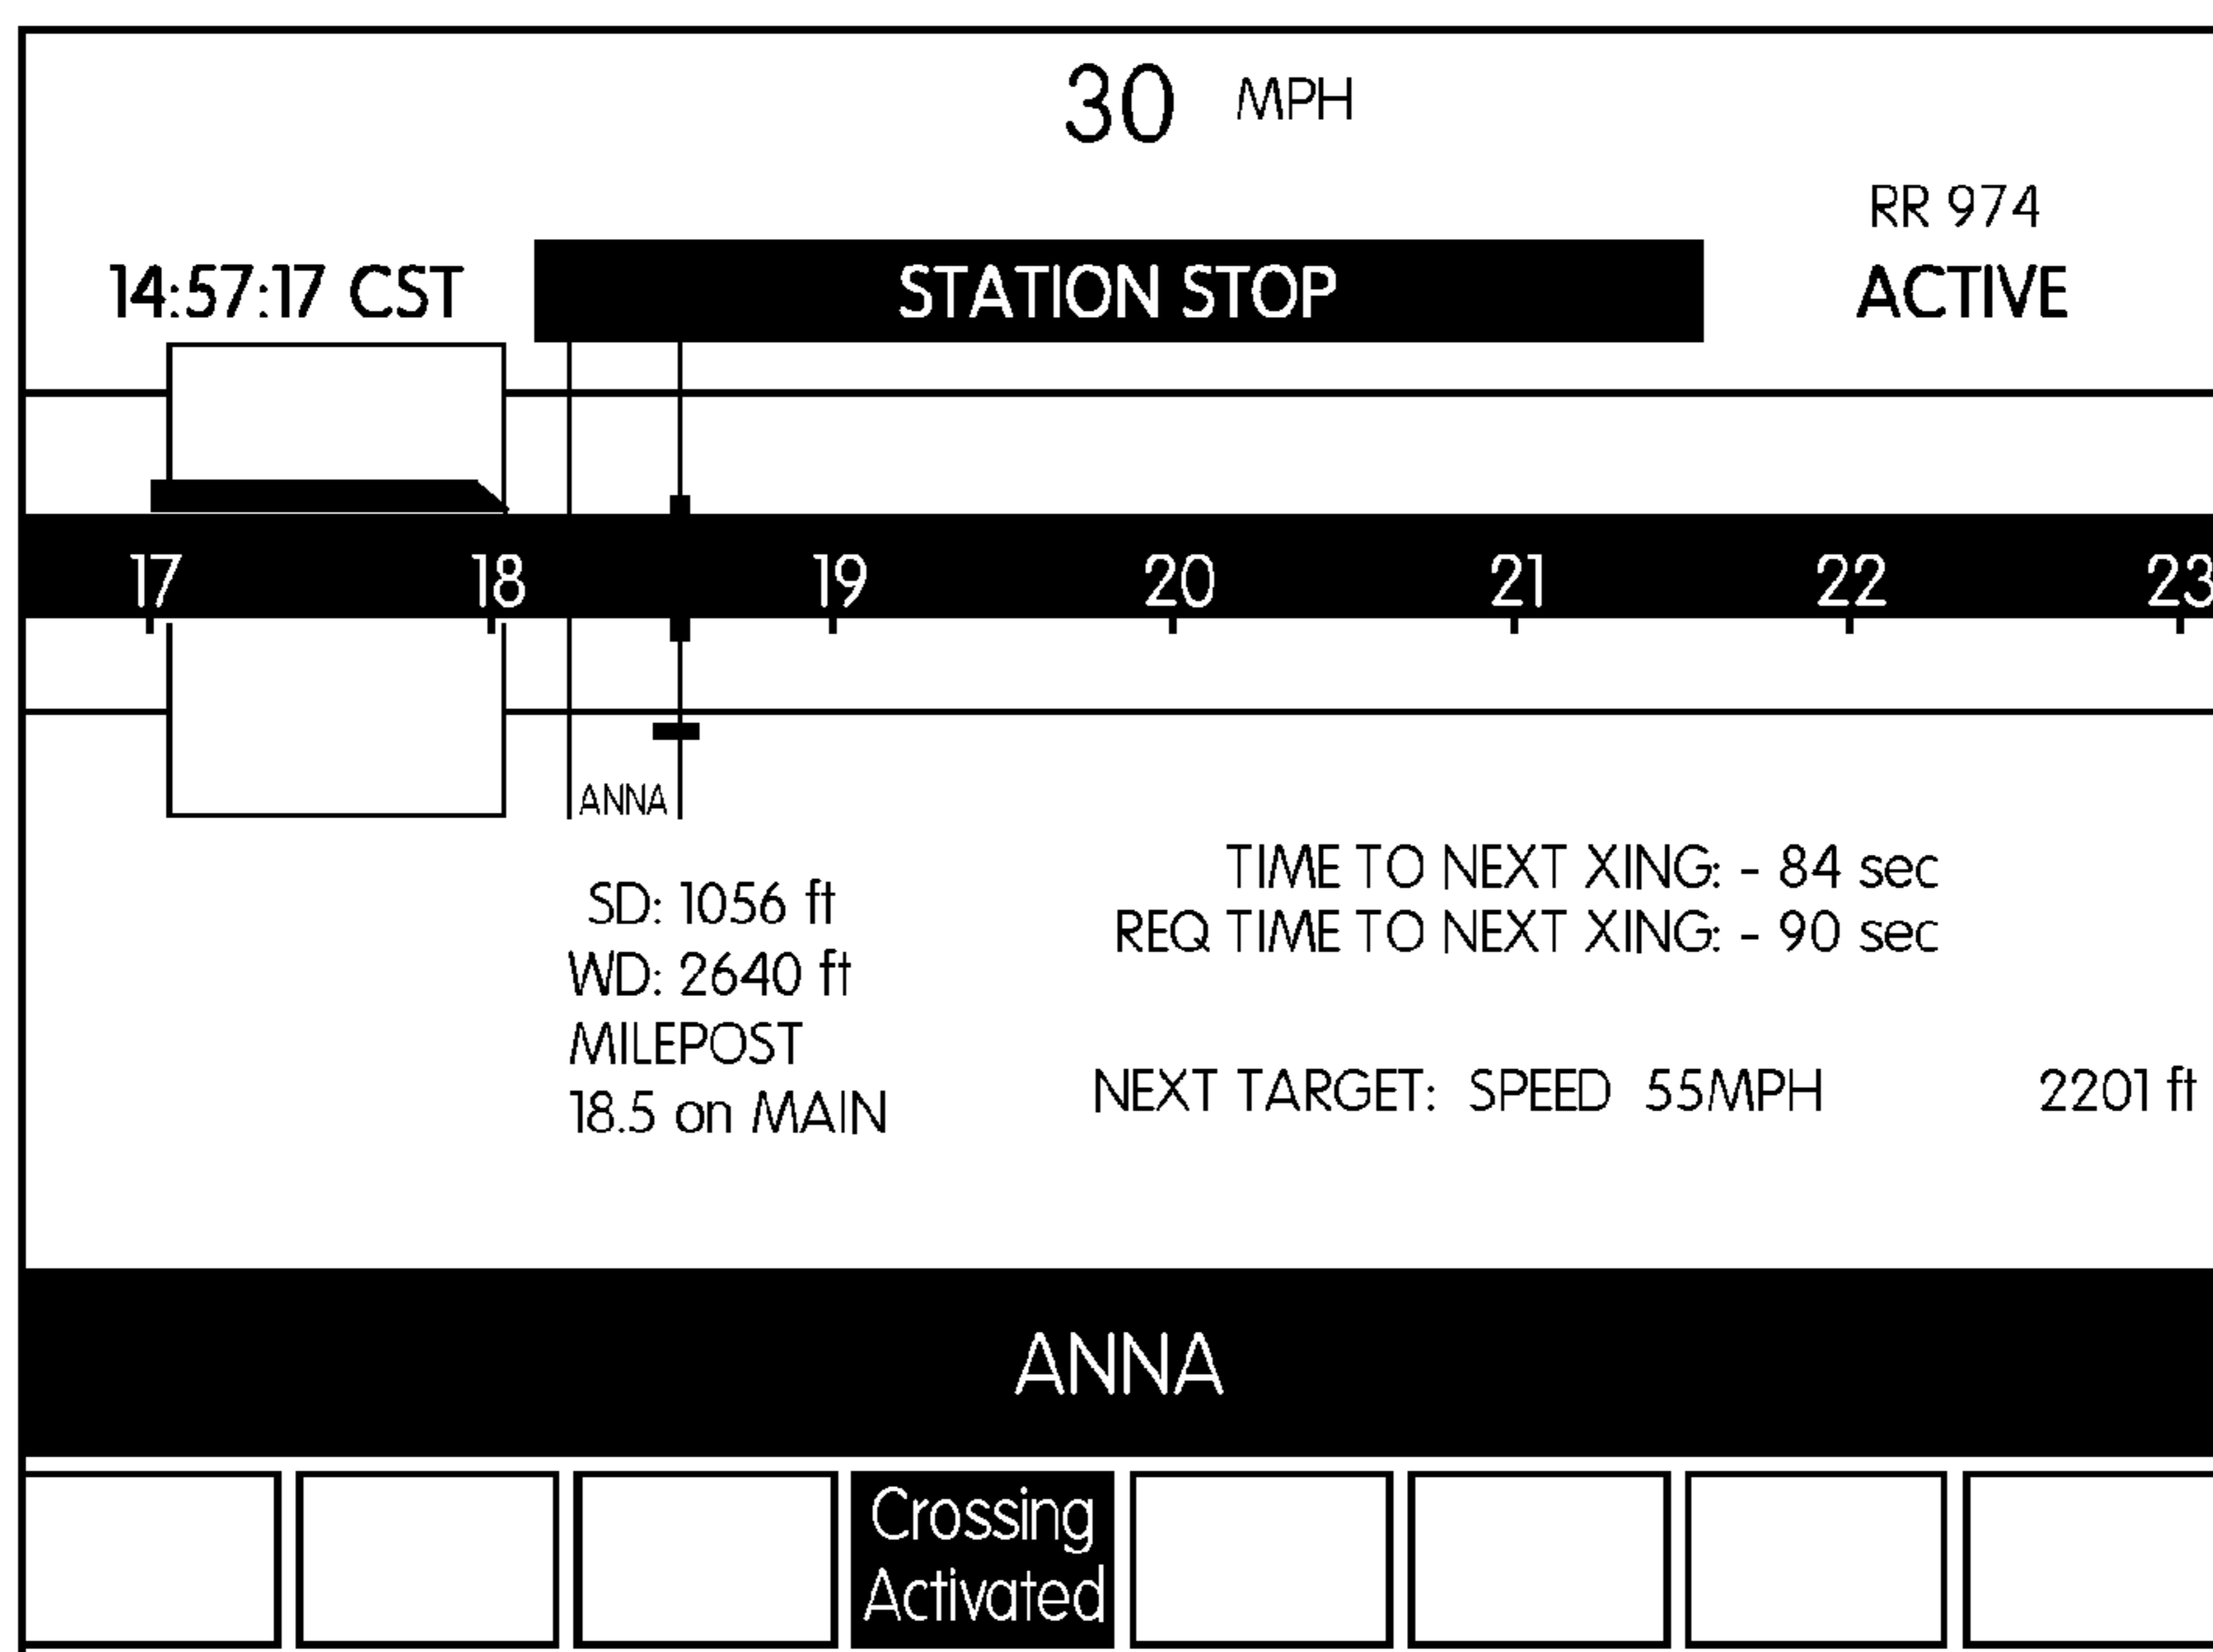 30 MPH
RR 974
14:57:17 CST STATION STOP ACTIVE
17 18 19 20 21 22 23
ANNA
TIME TO NEXT XING: - 84 sec
SD: 1056 ft
REQ TIME TO NEXT XING: - 90 sec
WD: 2640 ft
MILEPOST
NEXT TARGET: SPEED 55MPH 2201 ft
18.5 on MAIN
ANNA
Crossing
Activated